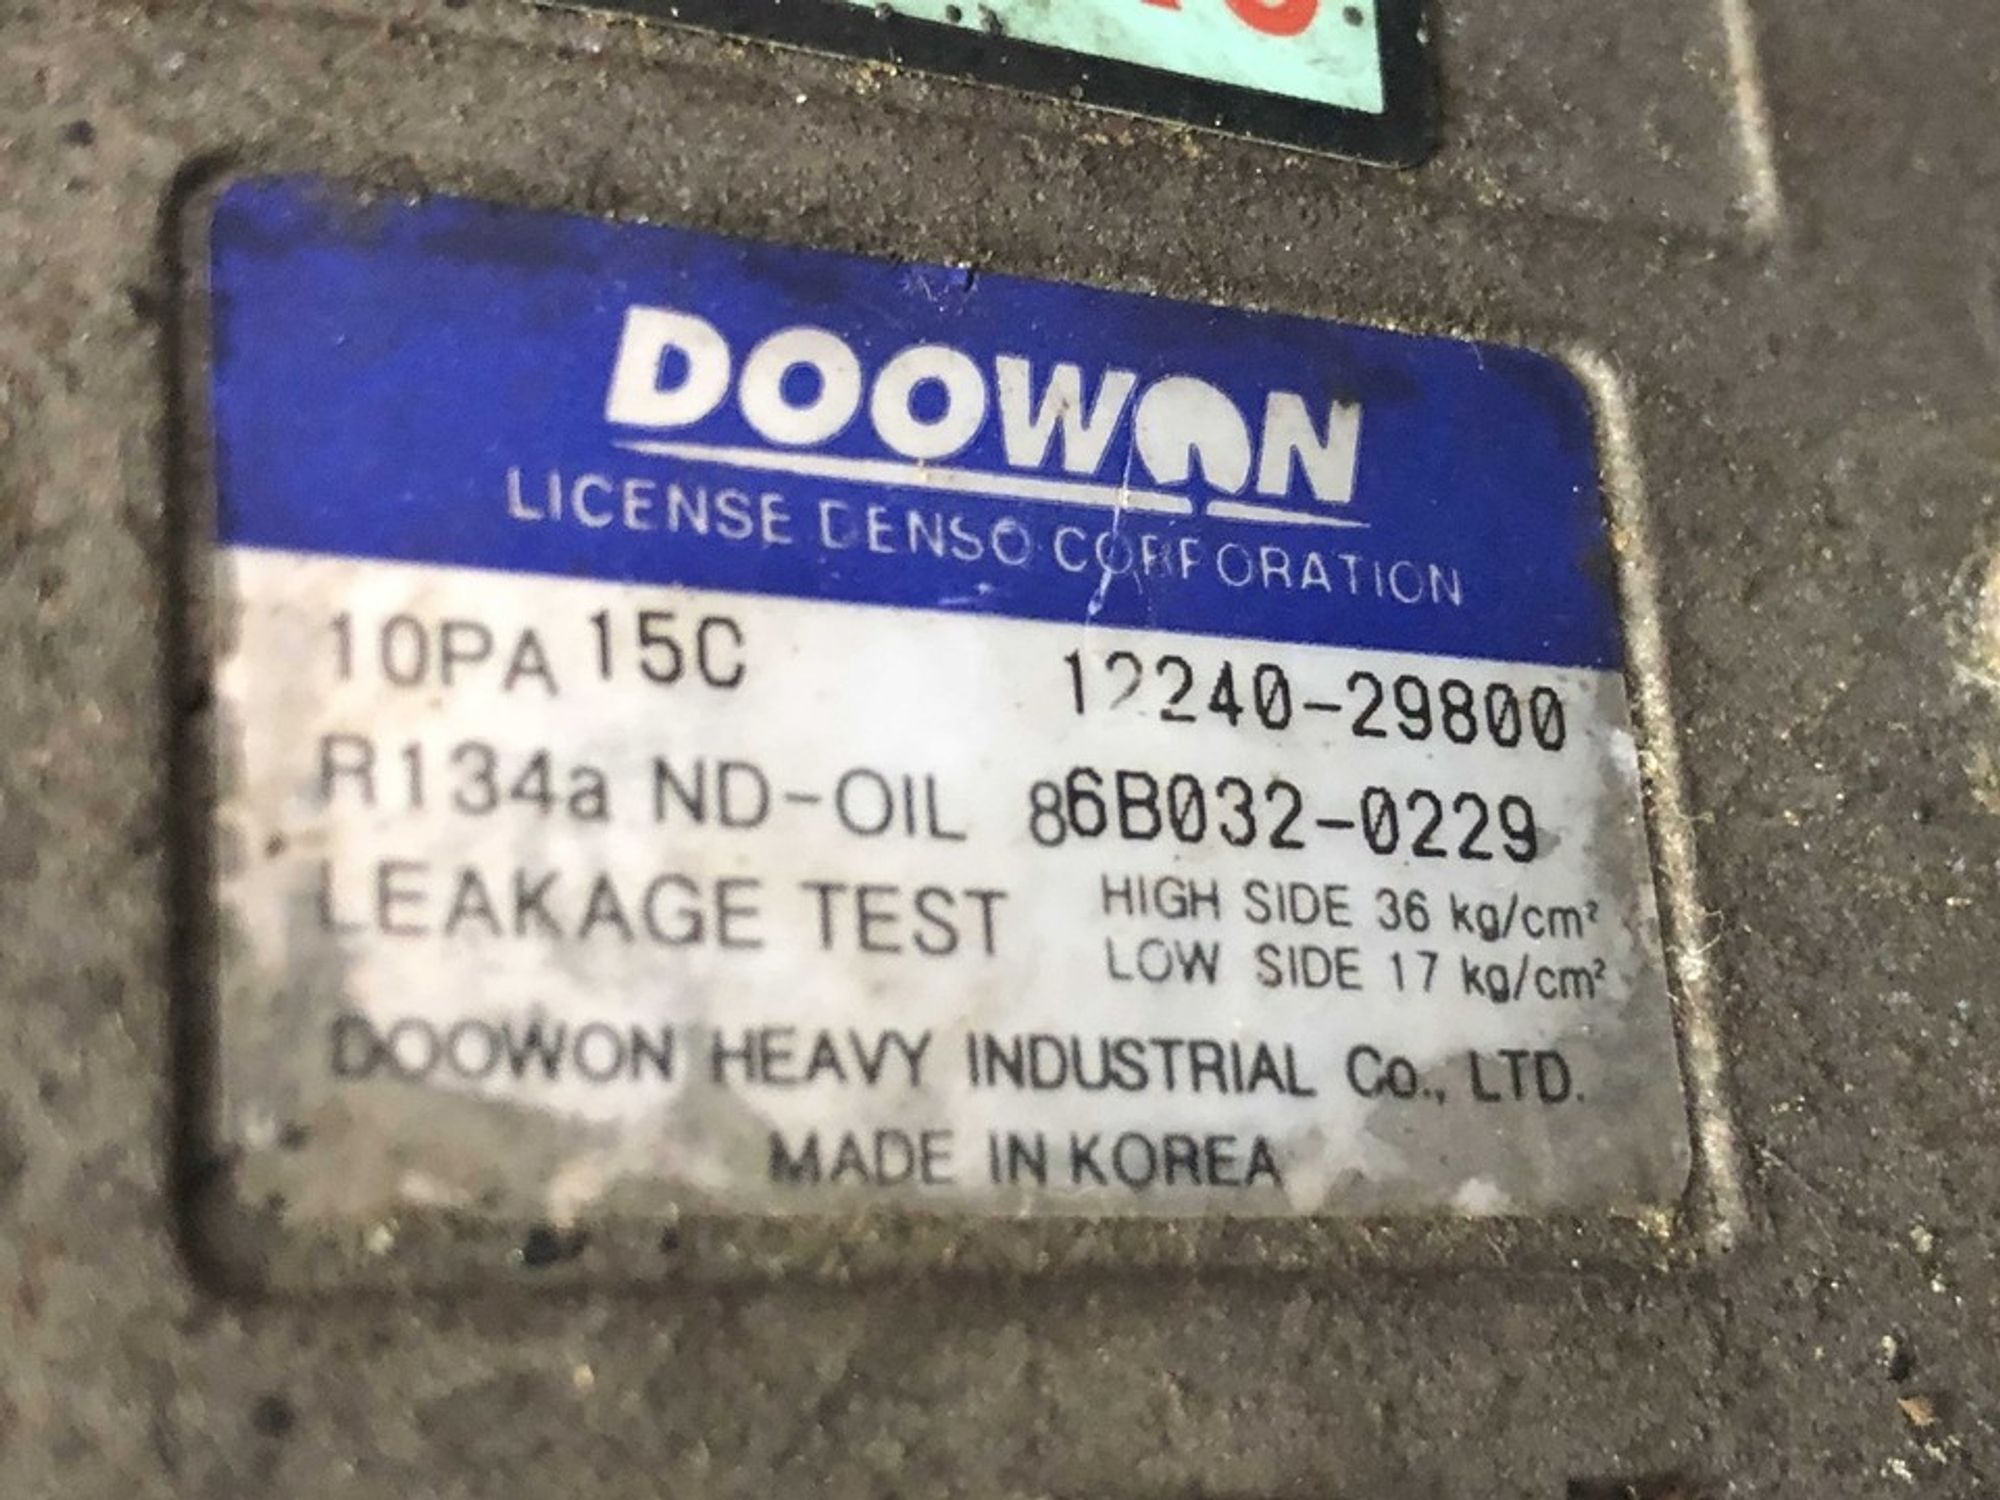 DOOWON
LICENSE DENSO CORPORATION
10PA 15C 12240-29800
R134a ND-OIL 86B032-0229
LEAKAGE TEST HIGH SIDE 36 kg/cm²
LOW SIDE 17 kg/cm²
DOOWON HEAVY INDUSTRIAL Co., LTD.
MADE IN KOREA